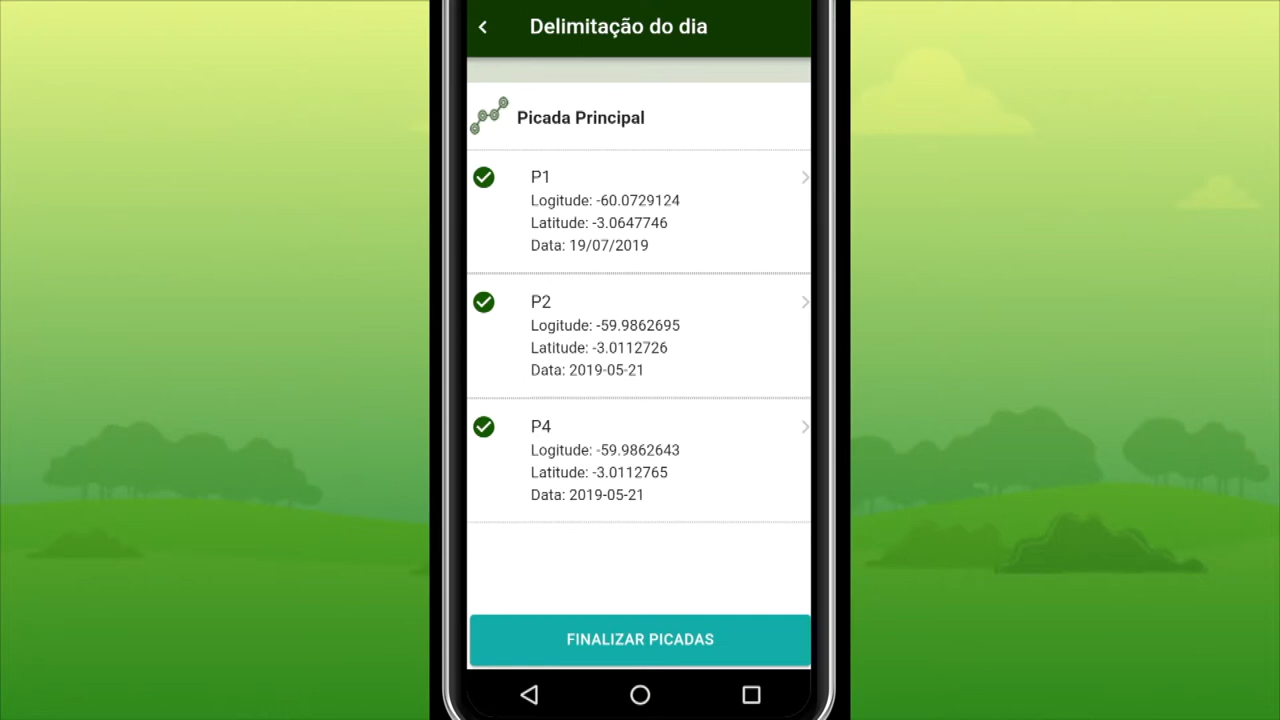 Delimitação do dia
Picada Principal
P1
Logitude: -60.0729124
Latitude: -3.0647746
Data: 19/07/2019
P2
Logitude: -59.9862695
Latitude: -3.0112726
Data: 2019-05-21
P4
Logitude: -59.9862643
Latitude: -3.0112765
Data: 2019-05-21
FINALIZAR PICADAS